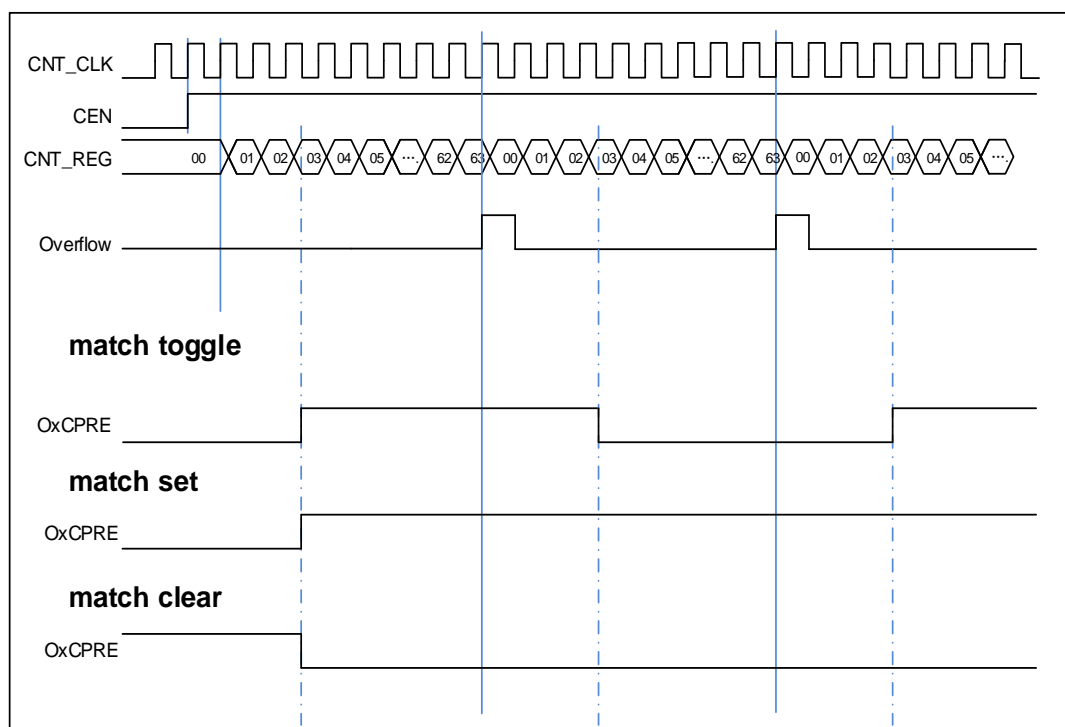 CNT_CLK
CEN
CNT_REG 00 01 02 03 04 05 ···. 62 63 00 01 02 03 04 05 ···. 62 63 00 01 02 03 04 05 ···.
Overflow
match toggle
OxCPRE
match set
OxCPRE
match clear
OxCPRE